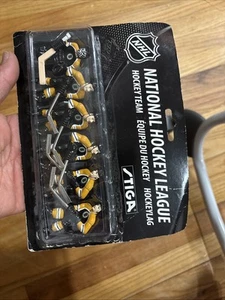 NHL
NATIONAL HOCKEY LEAGUE
HOCKEY TEAM ÉQUIPE DU HOCKEY HOCKEYLAG
STIGA